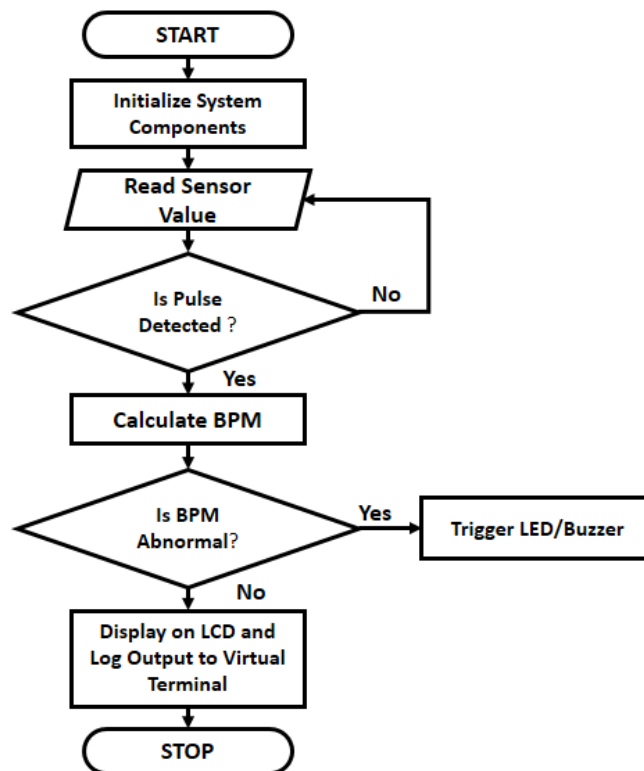 START
Initialize System
Components
Read Sensor
Value
Is Pulse
Detected ?
No
Yes
Calculate BPM
Is BPM
Abnormal?
Yes
Trigger LED/Buzzer
No
Display on LCD and
Log Output to Virtual
Terminal
STOP